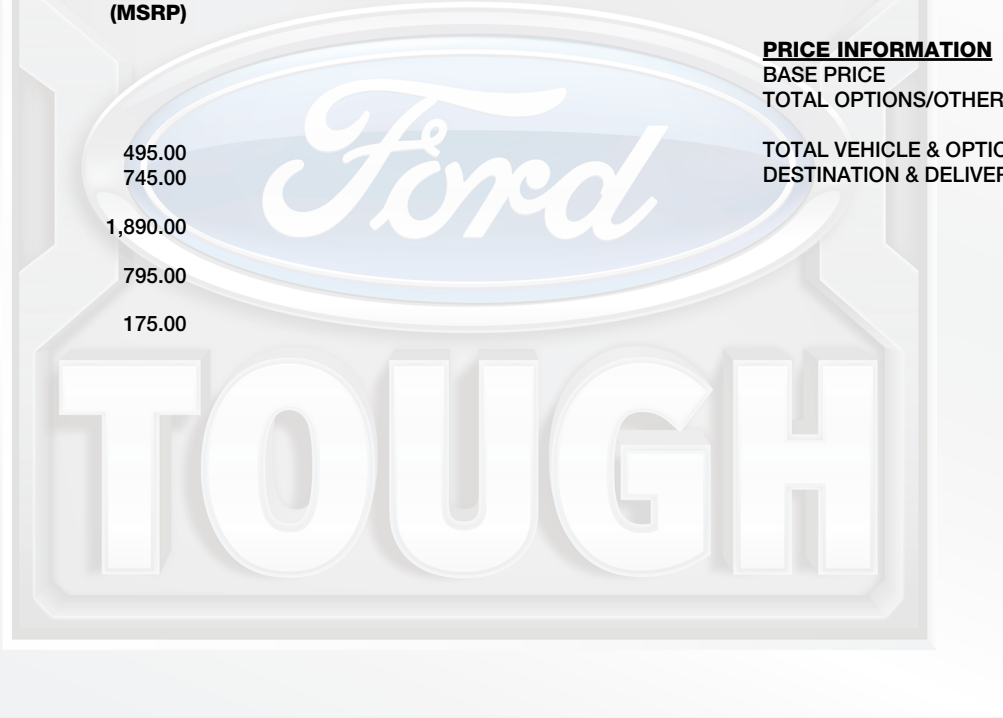 (MSRP)
495.00
745.00
1,890.00
795.00
175.00
PRICE INFORMATION
BASE PRICE
TOTAL OPTIONS/OTHER
TOTAL VEHICLE & OPTIO
DESTINATION & DELIVER
Ford
TOUGH